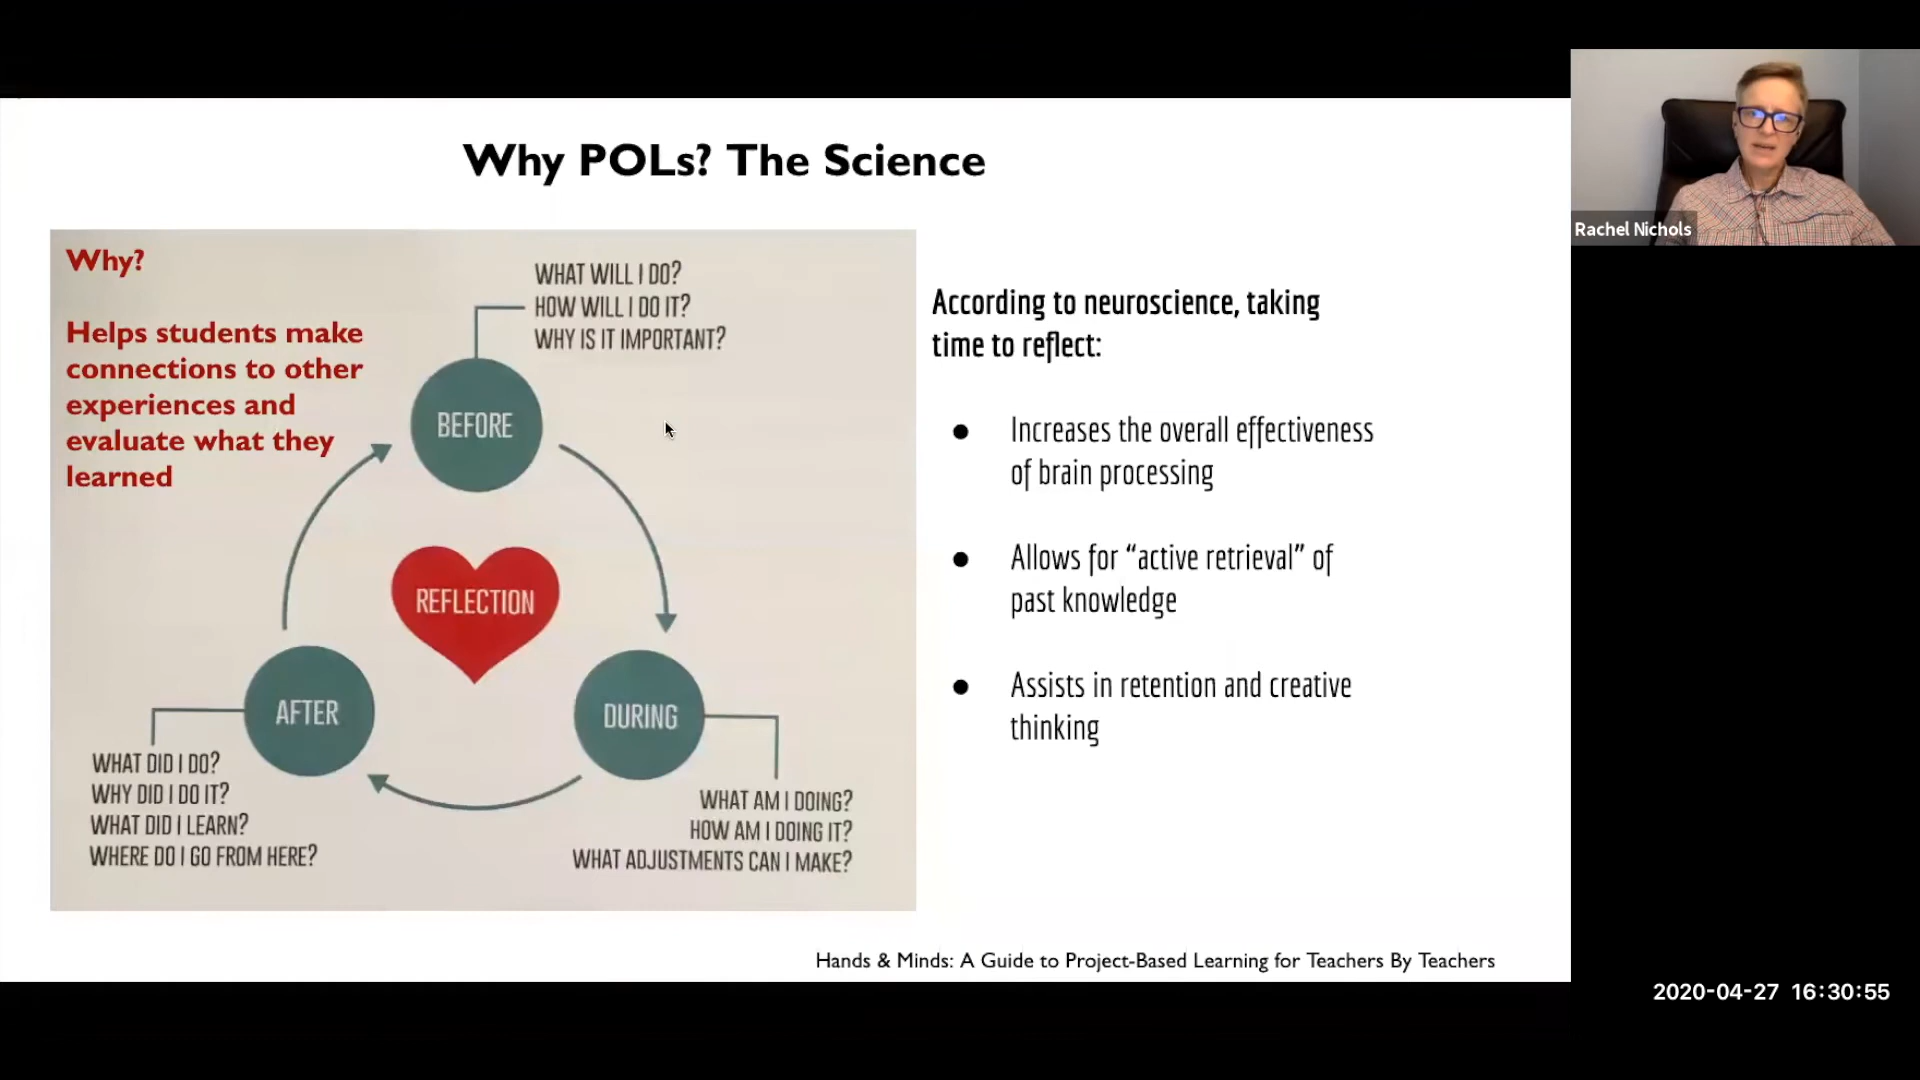 Why POLs? The Science
Why?
Helps students make
connections to other
experiences and
evaluate what they
learned
WHAT WILL I DO?
HOW WILL I DO IT?
WHY IS IT IMPORTANT?
BEFORE
REFLECTION
AFTER
DURING
WHAT DID I DO?
WHY DID I DO IT?
WHAT DID I LEARN?
WHERE DO I GO FROM HERE?
WHAT AM I DOING?
HOW AM I DOING IT?
WHAT ADJUSTMENTS CAN I MAKE?
According to neuroscience, taking
time to reflect:
● Increases the overall effectiveness
of brain processing
● Allows for “active retrieval” of
past knowledge
● Assists in retention and creative
thinking
Hands & Minds: A Guide to Project-Based Learning for Teachers By Teachers
Rachel Nichols
2020-04-27 16:30:55